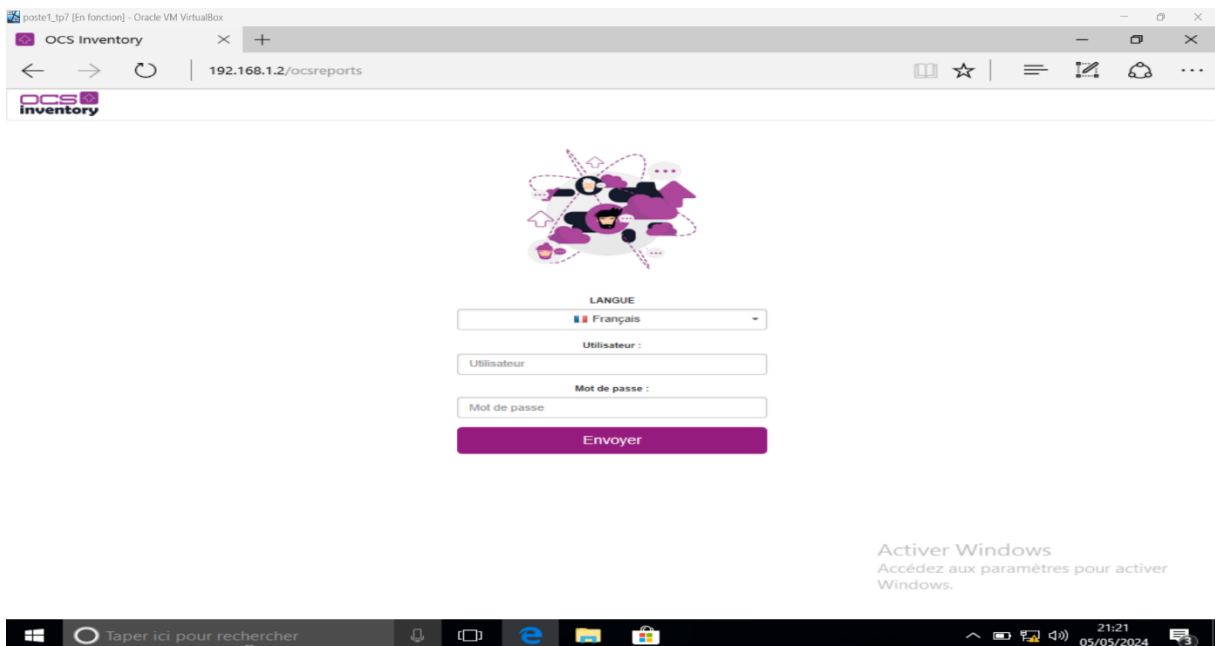 poste1_tp7 [En fonction] - Oracle VM VirtualBox
OCS Inventory
192.168.1.2/ocsreports
OCS
inventory
LANGUE
Français
Utilisateur :
Utilisateur
Mot de passe :
Mot de passe
Envoyer
Activer Windows
Accédez aux paramètres pour activer
Windows.
Taper ici pour rechercher
21:21
05/05/2024
3